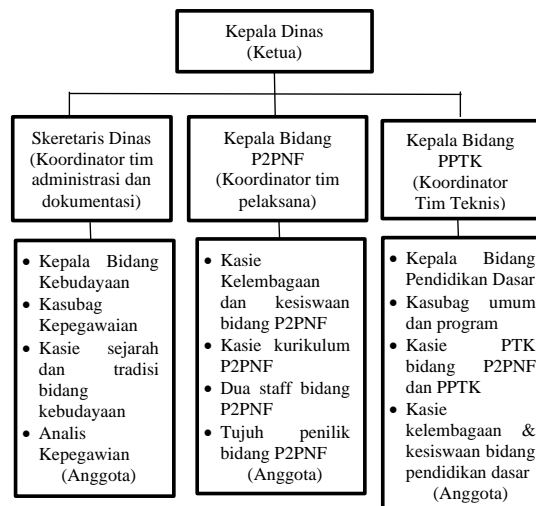 Kepala Dinas
(Ketua)
Skeretaris Dinas
(Koordinator tim
administrasi dan
dokumentasi)
Kepala Bidang
P2PNF
(Koordinator tim
pelaksana)
Kepala Bidang
PPTK
(Koordinator
Tim Teknis)
• Kepala Bidang
Kebudayaan
• Kasubag
Kepegawaian
• Kasie sejarah
dan tradisi
bidang
kebudayaan
• Analis
Kepegawian
(Anggota)
• Kasie
Kelembagaan
dan kesiswaan
bidang P2PNF
• Kasie kurikulum
P2PNF
• Dua staff bidang
P2PNF
• Tujuh penilik
bidang P2PNF
(Anggota)
• Kepala Bidang
Pendidikan Dasar
• Kasubag umum
dan program
• Kasie PTK
bidang P2PNF
dan PPTK
• Kasie
kelembagaan &
kesiswaan bidang
pendidikan dasar
(Anggota)